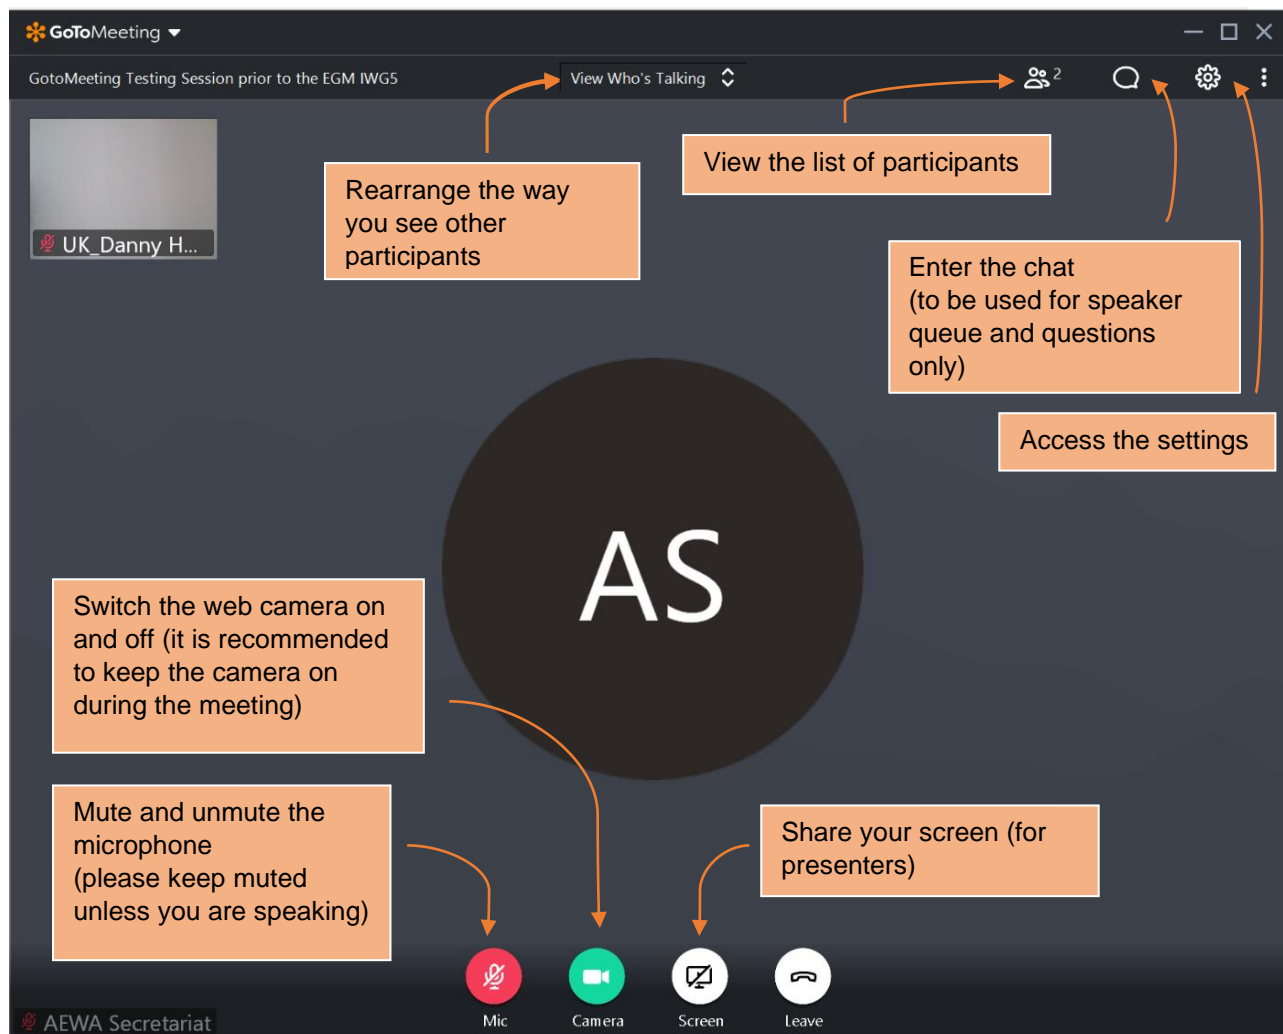 GoToMeeting
GotoMeeting Testing Session prior to the EGM IWG5
View Who's Talking
2
View the list of participants
Rearrange the way
you see other
participants
UK_Danny H...
Enter the chat
(to be used for speaker
queue and questions
only)
Access the settings
AS
Switch the web camera on
and off (it is recommended
to keep the camera on
during the meeting)
Mute and unmute the
microphone
(please keep muted
unless you are speaking)
Share your screen (for
presenters)
Mic
Camera
Screen
Leave
AEWA Secretariat